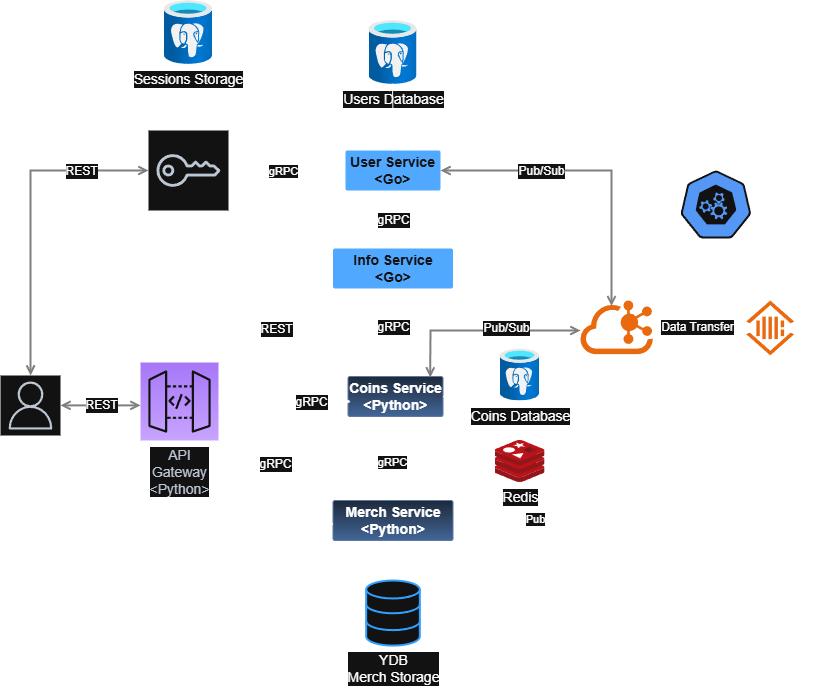 Sessions Storage
Users Database
REST
gRPC
User Service
<Go>
Pub/Sub
gRPC
Info Service
<Go>
REST
gRPC
Pub/Sub
Data Transfer
Coins Service
<Python>
Coins Database
REST
</>
gRPC
API
Gateway
<Python>
gRPC
gRPC
Redis
Pub
Merch Service
<Python>
YDB
Merch Storage